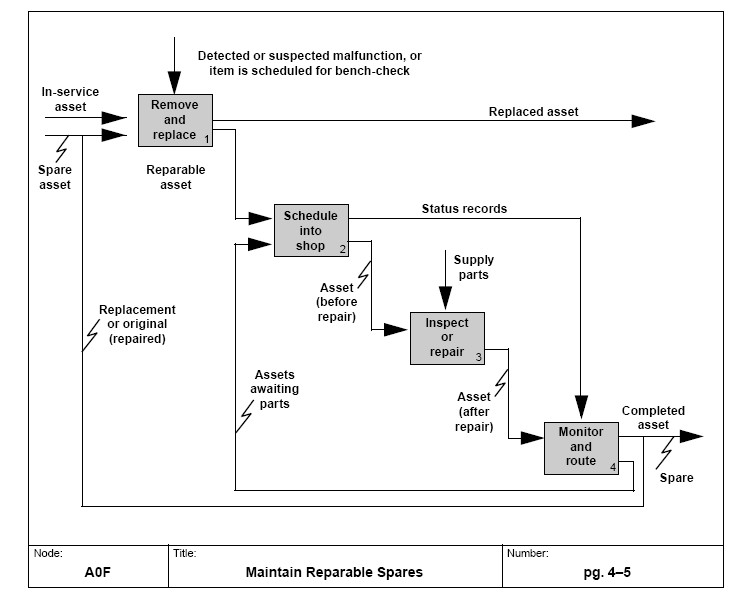 Detected or suspected malfunction, or
item is scheduled for bench-check
In-service
asset
Remove
and
replace
1
Replaced asset
Spare
asset
Reparable
asset
Schedule
into
shop
2
Status records
Supply
parts
Asset
(before
repair)
Replacement
or original
(repaired)
Inspect
or
repair
3
Assets
awaiting
parts
Asset
(after
repair)
Completed
asset
Monitor
and
route
4
Spare
Node:
A0F
Title:
Maintain Reparable Spares
Number:
pg. 4–5